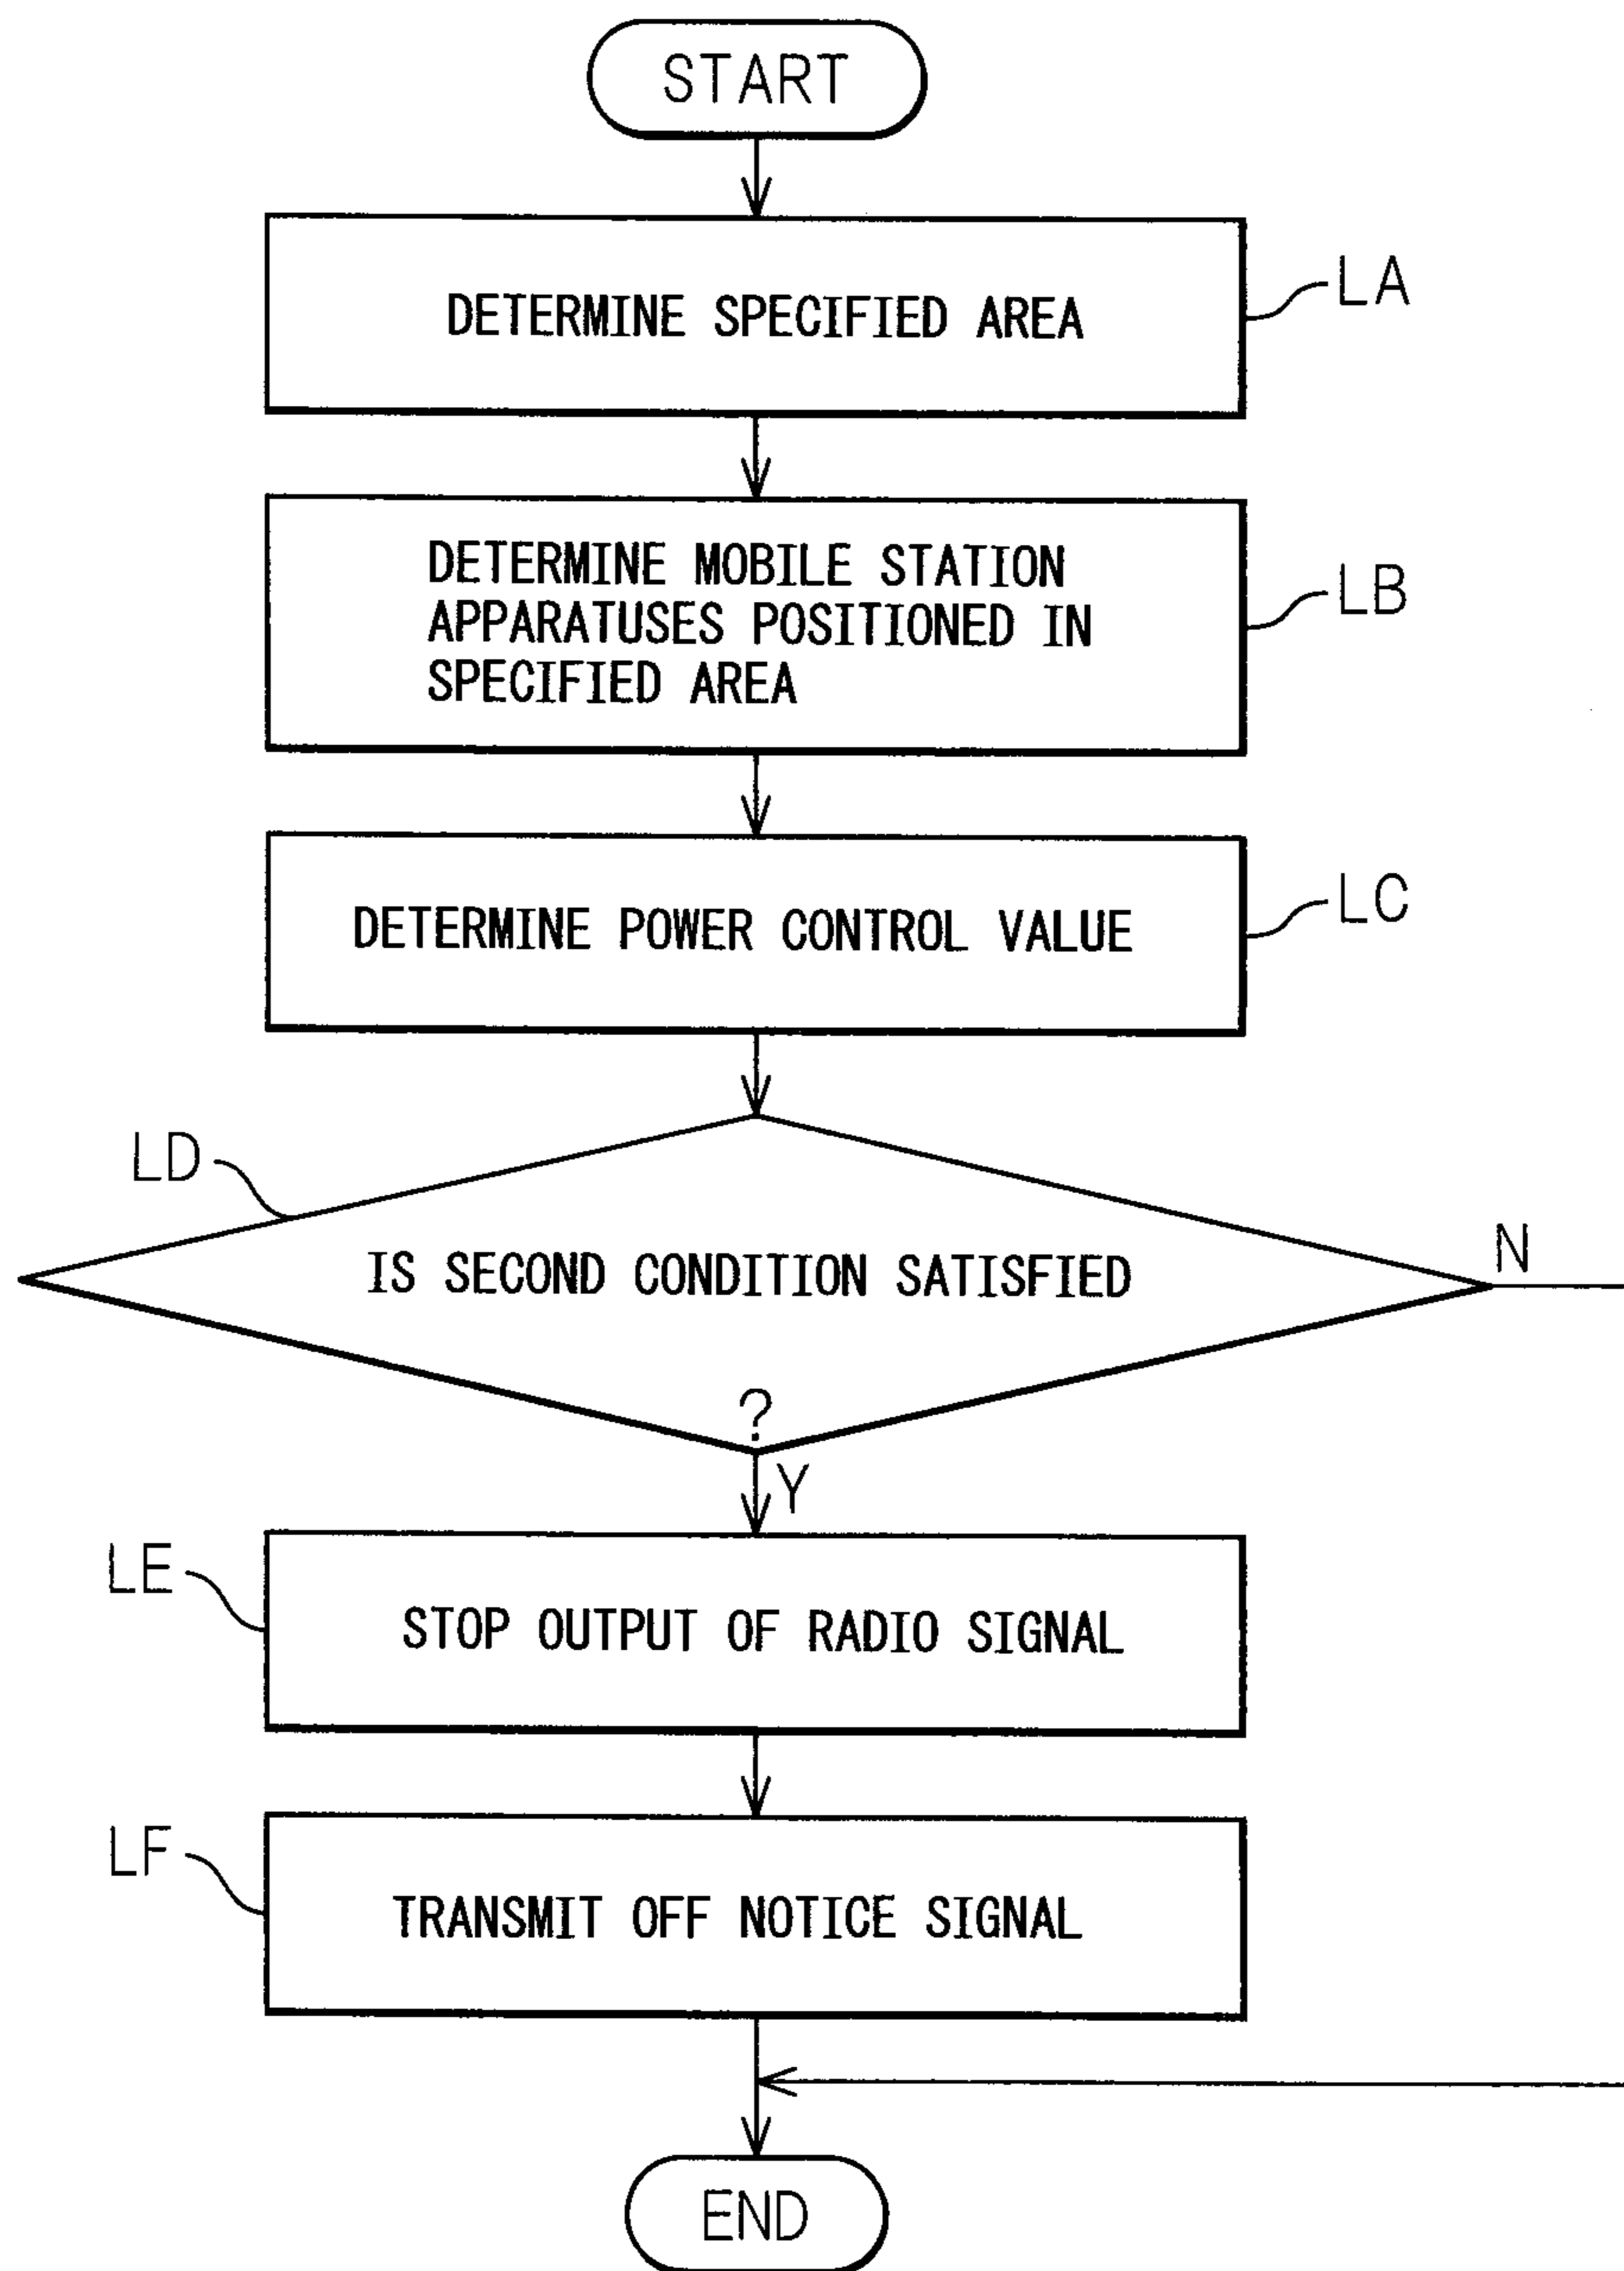 START
DETERMINE SPECIFIED AREA
LA
DETERMINE MOBILE STATION
APPARATUSES POSITIONED IN
SPECIFIED AREA
LB
DETERMINE POWER CONTROL VALUE
LC
LD
IS SECOND CONDITION SATISFIED
?
N
Y
LE
STOP OUTPUT OF RADIO SIGNAL
LF
TRANSMIT OFF NOTICE SIGNAL
END